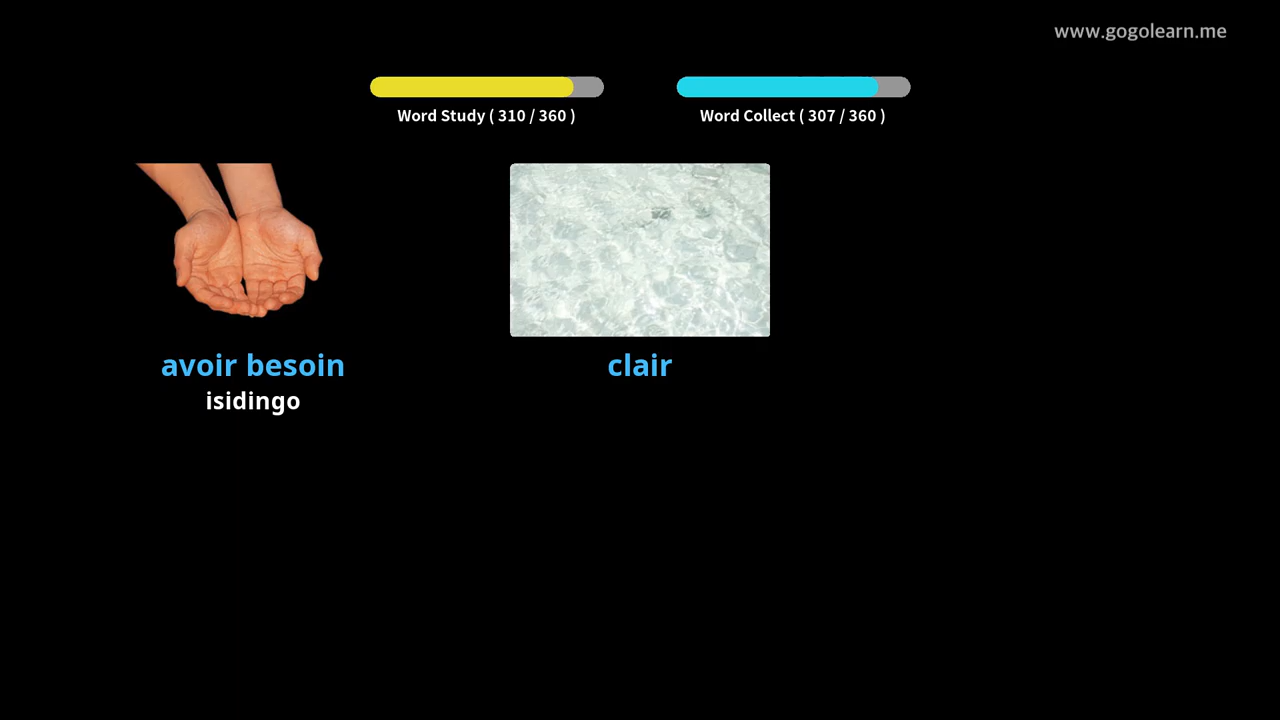 www.gogolearn.me
Word Study ( 310 / 360 )
Word Collect ( 307 / 360 )
avoir besoin
isidingo
clair